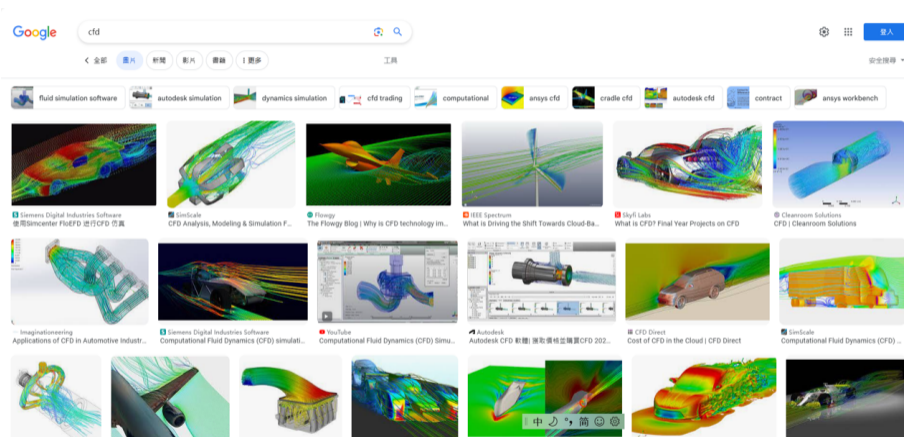 Google
cfd
登入
全部
圖片
新聞
影片
書籍
更多
工具
安全搜尋
fluid simulation software
autodesk simulation
dynamics simulation
cfd trading
computational
ansys cfd
cradle cfd
autodesk cfd
contract
ansys workbench
Siemens Digital Industries Software
使用Simcenter FloEFD 进行CFD 仿真
SimScale
CFD Analysis, Modeling & Simulation F...
Flowgy
The Flowgy Blog | Why is CFD technology im...
IEEE Spectrum
What is Driving the Shift Towards Cloud-Ba...
Skyfi Labs
What is CFD? Final Year Projects on CFD
Cleanroom Solutions
CFD | Cleanroom Solutions
Imaginationeering
Applications of CFD in Automotive Industr...
Siemens Digital Industries Software
Computational Fluid Dynamics (CFD) simulati...
YouTube
Computational Fluid Dynamics (CFD) Simu...
Autodesk
Autodesk CFD 軟體| 獲取價格並購買CFD 202...
CFD Direct
Cost of CFD in the Cloud | CFD Direct
SimScale
Computational Fluid Dynamics (CFD) ...
中
简